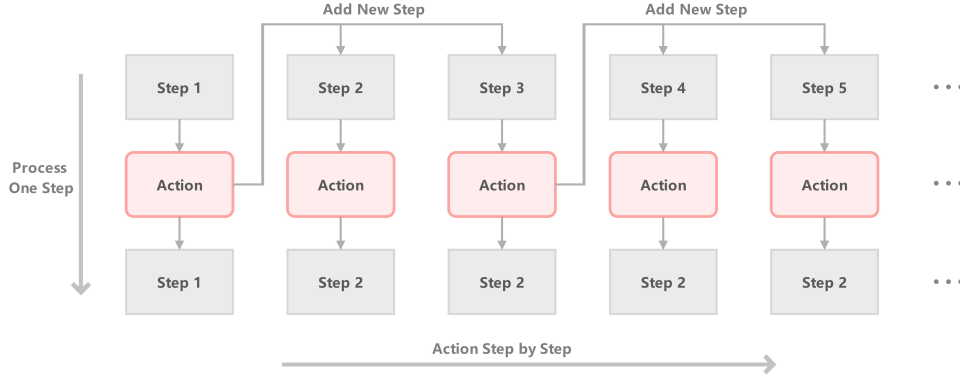 Add New Step
Add New Step
Step 1
Step 2
Step 3
Step 4
Step 5
Process
One Step
Action
Action
Action
Action
Action
Step 1
Step 2
Step 2
Step 2
Step 2
Action Step by Step